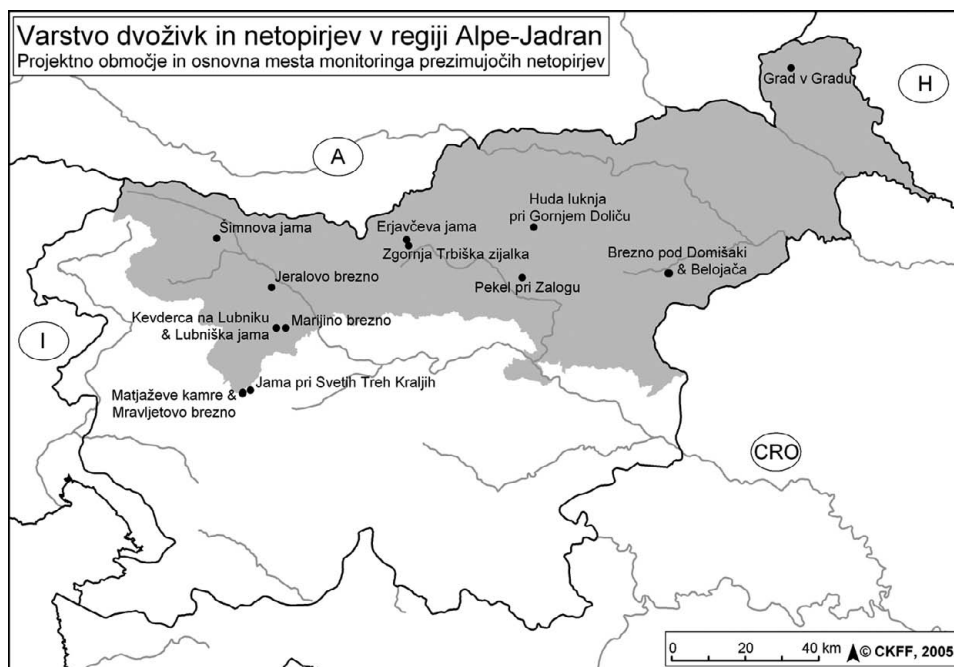 Varstvo dvoživk in netopirjev v regiji Alpe-Jadran
Projektno območje in osnovna mesta monitoringa prezimujočih netopirjev
Grad v Gradu
H
A
Huda luknja
pri Gornjem Doliču
Šimnova jama
Erjavčeva jama
Zgornja Trbiška zijalka
Brezno pod Domišaki
& Belojača
Jeralovo brezno
Pekel pri Zalogu
Kevderca na Lubniku
& Lubniška jama
Marijino brezno
I
Jama pri Svetih Treh Kraljih
Matjaževe kamre &
Mravljetovo brezno
CRO
0 20 40 km
© CKFF, 2005